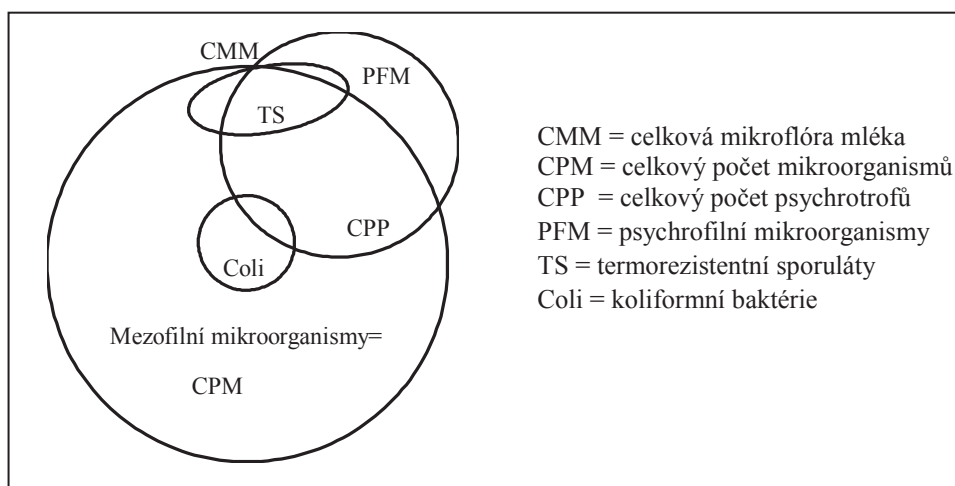 CMM
PFM
TS
CPP
Coli
Mezofilní mikroorganismy=
CPM
CMM = celková mikroflóra mléka
CPM = celkový počet mikroorganismů
CPP = celkový počet psychrotrofů
PFM = psychrofilní mikroorganismy
TS = termorezistentní sporuláty
Coli = koliformní baktérie